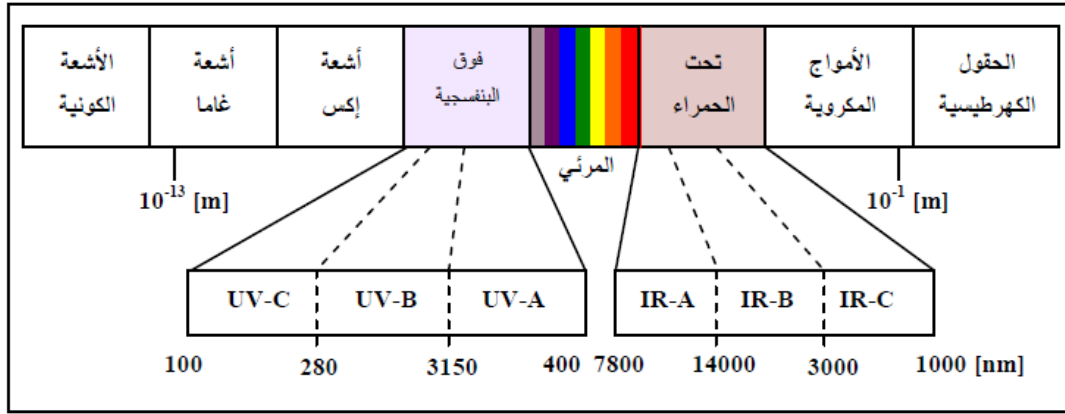 الأشعة
الكونية
أشعة
غاما
أشعة
إكس
فوق
البنفسجية
تحت
الحمراء
الأمواج
المكروية
الحقول
الكهرطيسية
المرئي
10⁻¹³ [m]
10⁻¹ [m]
UV-C UV-B UV-A IR-A IR-B IR-C
100 280 3150 400 7800 14000 3000 1000 [nm]